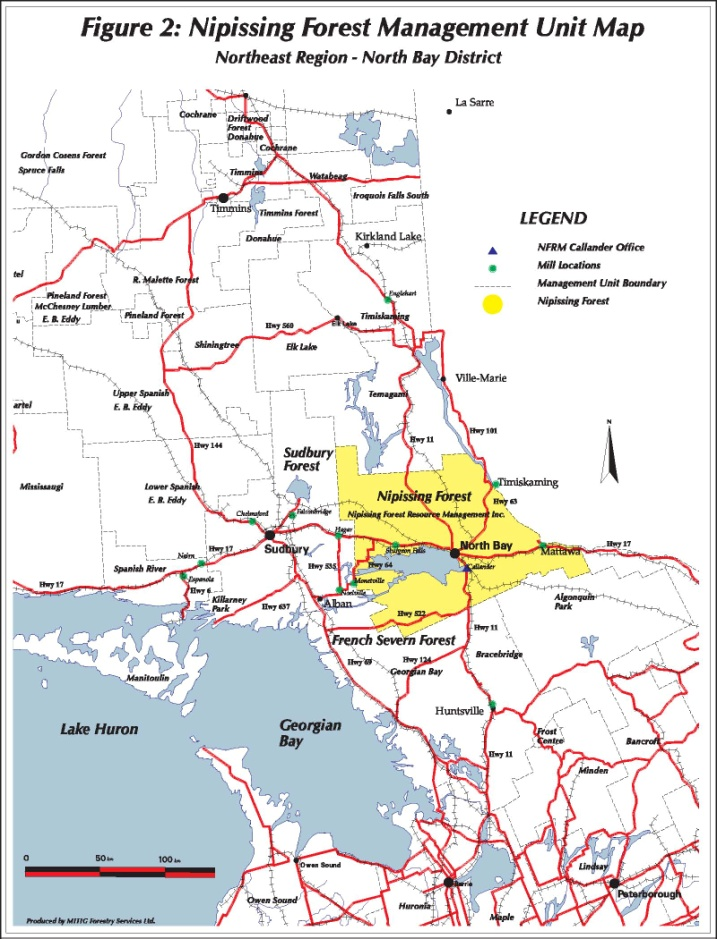 Figure 2: Nipissing Forest Management Unit Map
Northeast Region - North Bay District
La Sarre
Cochrane
Driftwood
Forest
Donahue
Cochrane
Gordon Cosens Forest
Spruce Falls
Timmins
Watabeag
Iroquois Falls South
Timmins
Timmins Forest
Donahue
Kirkland Lake
LEGEND
NFRM Callander Office
Mill Locations
Management Unit Boundary
Nipissing Forest
tel
R. Malette Forest
Pineland Forest
McChesney Lumber
E. B. Eddy
Pineland Forest
Englehart
Timiskaming
Hwy 560
Elk Lake
Shiningtree
Elk Lake
Ville-Marie
Upper Spanish
E. B. Eddy
Temagami
artel
Hwy 144
Hwy 11
Hwy 101
N
Sudbury
Forest
Mississaugi
Lower Spanish
E. B. Eddy
Nipissing Forest
Nipissing Forest Resource Management Inc.
Timiskaming
Hwy 63
Chelmsford
Falconbridge
Sudbury
Hagar
Sturgeon Falls
North Bay
Mattawa
Hwy 17
Nairn
Hwy 17
Spanish River
Espanola
Hwy 535
Hwy 64
Callander
Monetville
Noelville
Hwy 17
Hwy 6
Killarney
Park
Hwy 637
Alban
Hwy 522
Algonquin
Park
French Severn Forest
Hwy 11
Hwy 69
Hwy 124
Georgian Bay
Bracebridge
Manitoulin
Huntsville
Lake Huron
Georgian
Bay
Frost
Centre
Bancroft
Hwy 11
Minden
0
50 km
100 km
Owen Sound
Lindsay
Barrie
Peterborough
Owen Sound
Huronia
Maple
Produced by MITIG Forestry Services Ltd.